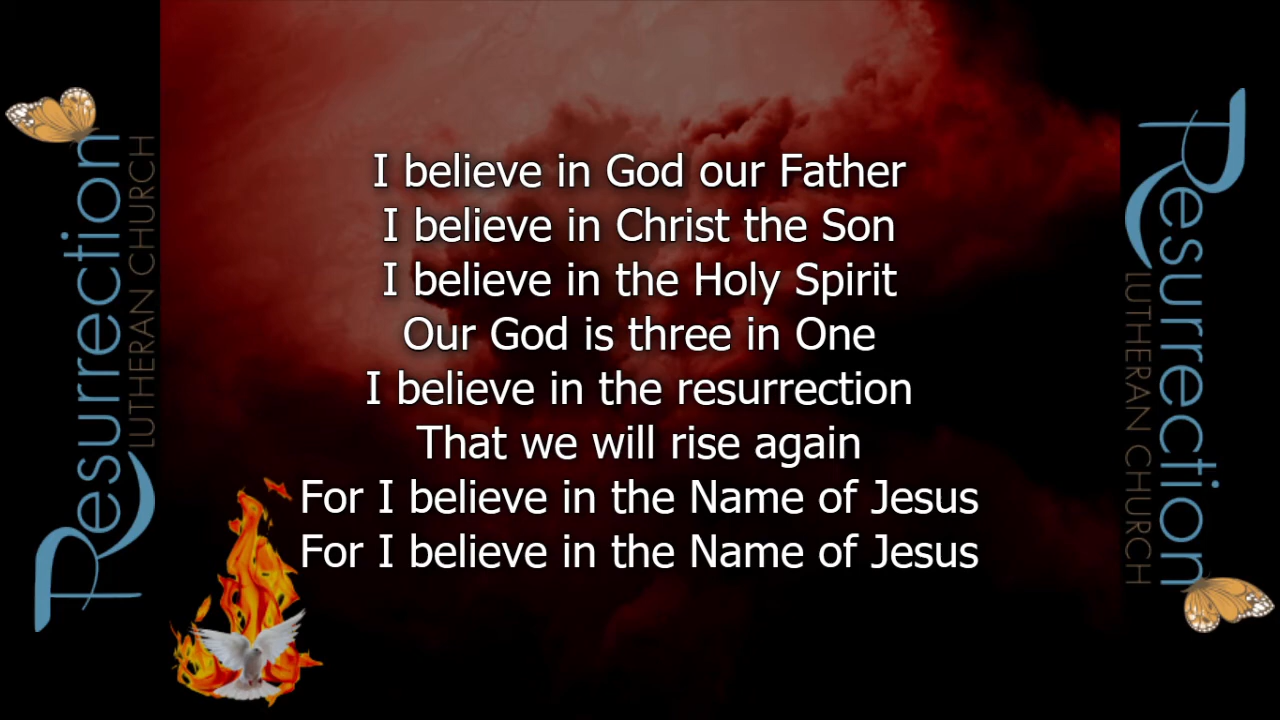 Resurrection
LUTHERAN CHURCH
I believe in God our Father
I believe in Christ the Son
I believe in the Holy Spirit
Our God is three in One
I believe in the resurrection
That we will rise again
For I believe in the Name of Jesus
For I believe in the Name of Jesus
Resurrection
LUTHERAN CHURCH